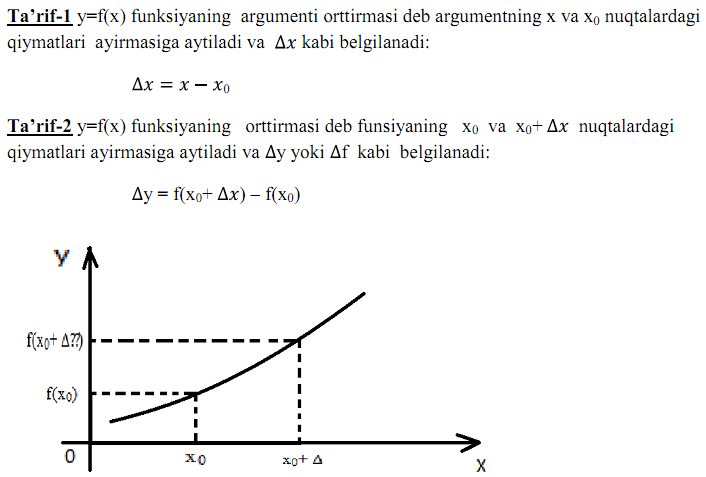 Ta’rif-1 y=f(x) funksiyaning argumenti orttirmasi deb argumentning x va x₀ nuqtalardagi
qiymatlari ayirmasiga aytiladi va Δx kabi belgilanadi:
Δx = x − x₀
Ta’rif-2 y=f(x) funksiyaning orttirmasi deb funsiyaning x₀ va x₀+ Δx nuqtalardagi
qiymatlari ayirmasiga aytiladi va Δy yoki Δf kabi belgilanadi:
Δy = f(x₀+ Δx) – f(x₀)
y
f(x₀+ Δ??)
f(x₀)
0
x₀
x₀+ Δ
x